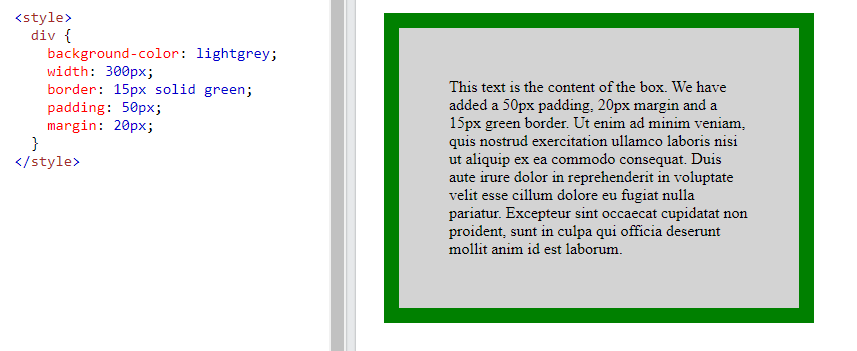 <style>
div {
background-color: lightgrey;
width: 300px;
border: 15px solid green;
padding: 50px;
margin: 20px;
}
</style>
This text is the content of the box. We have
added a 50px padding, 20px margin and a
15px green border. Ut enim ad minim veniam,
quis nostrud exercitation ullamco laboris nisi
ut aliquip ex ea commodo consequat. Duis
aute irure dolor in reprehenderit in voluptate
velit esse cillum dolore eu fugiat nulla
pariatur. Excepteur sint occaecat cupidatat non
proident, sunt in culpa qui officia deserunt
mollit anim id est laborum.